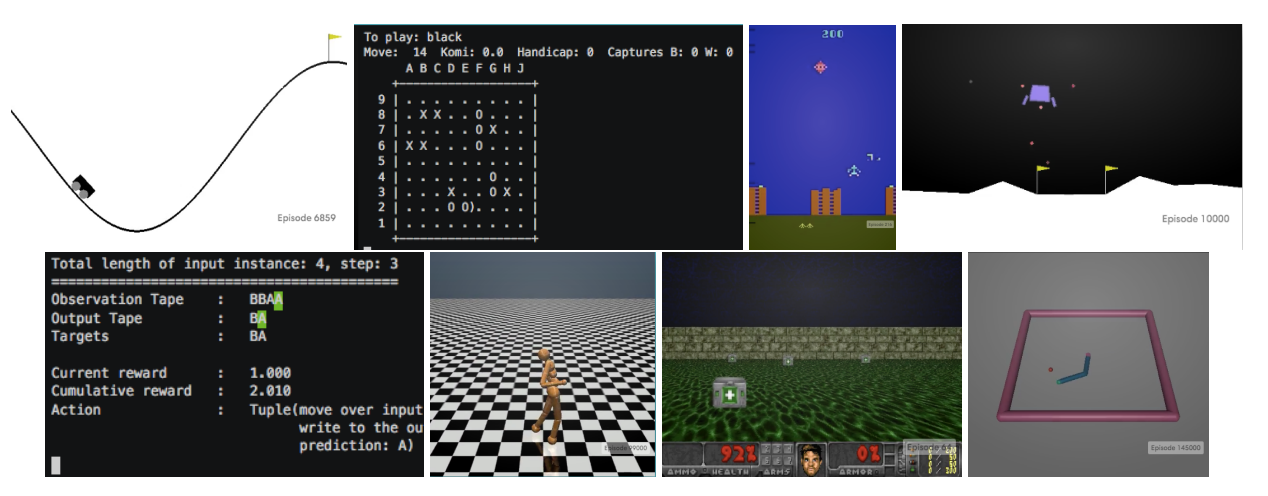 Episode 6859
To play: black
Move: 14 Komi: 0.0 Handicap: 0 Captures B: 0 W: 0
A B C D E F G H J
+-----------------+
9 | . . . . . . . . . |
8 | . X X . . O . . . |
7 | . . . . . O X . . |
6 | X X . . . O . . . |
5 | . . . . . . . . . |
4 | . . . . . . O . . |
3 | . . . X . . O X . |
2 | . . . O O). . . . |
1 | . . . . . . . . . |
+-----------------+
200
Episode 10000
Total length of input instance: 4, step: 3
==========================================
Observation Tape : BBAA
Output Tape : BA
Targets : BA
Current reward : 1.000
Cumulative reward : 2.010
Action : Tuple(move over input
write to the ou
prediction: A)
92% 0%
AMMO HEALTH ARMS ARMOR
Episode 145000